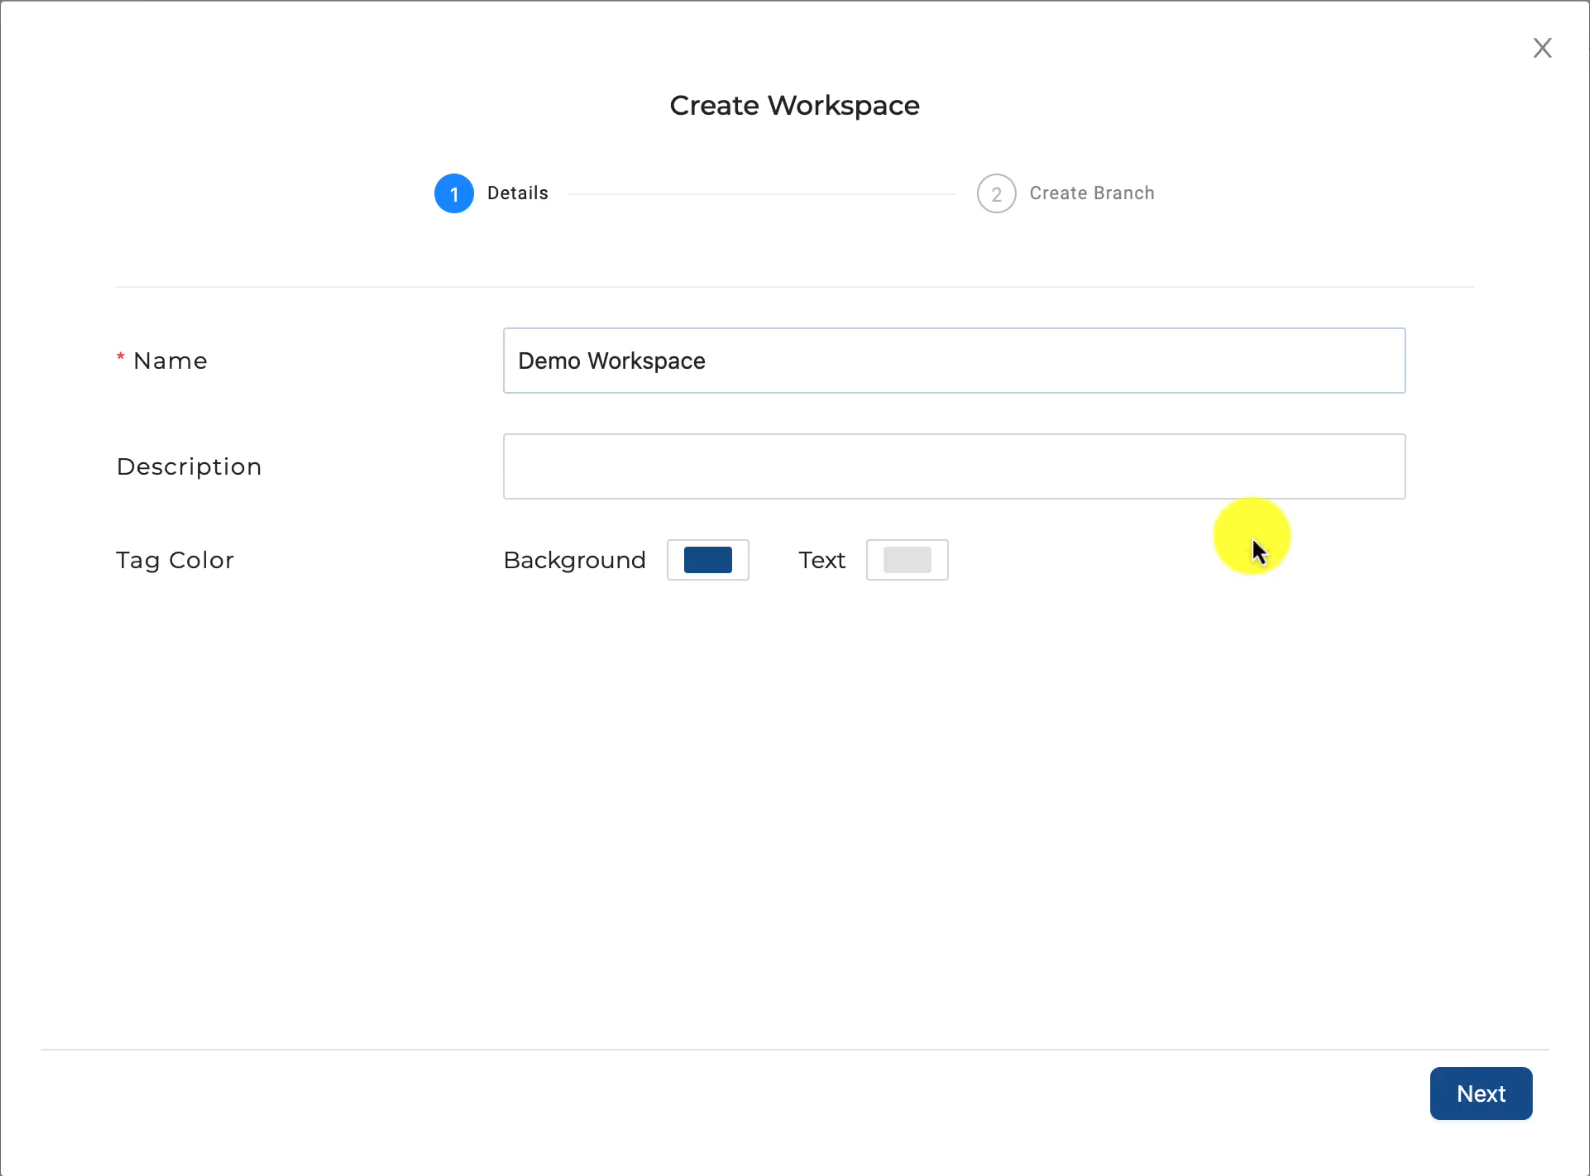 X
Create Workspace
1 Details 2 Create Branch
* Name Demo Workspace
Description
Tag Color Background Text
Next